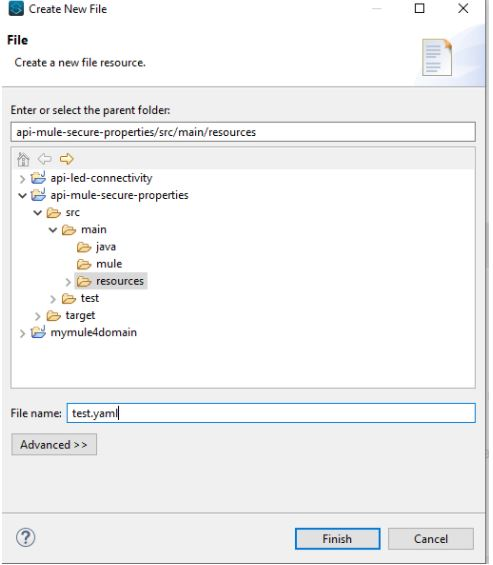 Create New File
File
Create a new file resource.
Enter or select the parent folder:
api-mule-secure-properties/src/main/resources
api-led-connectivity
api-mule-secure-properties
src
main
java
mule
resources
test
target
mymule4domain
File name: test.yaml
Advanced >>
Finish Cancel